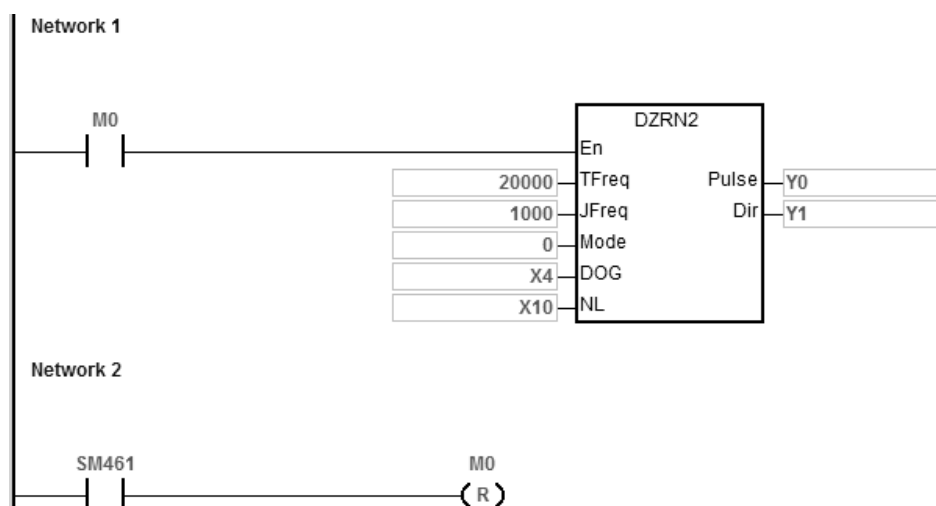 Network 1
M0
DZRN2
En
20000 TFreq Pulse Y0
1000 JFreq Dir Y1
0 Mode
X4 DOG
X10 NL
Network 2
SM461 M0
R